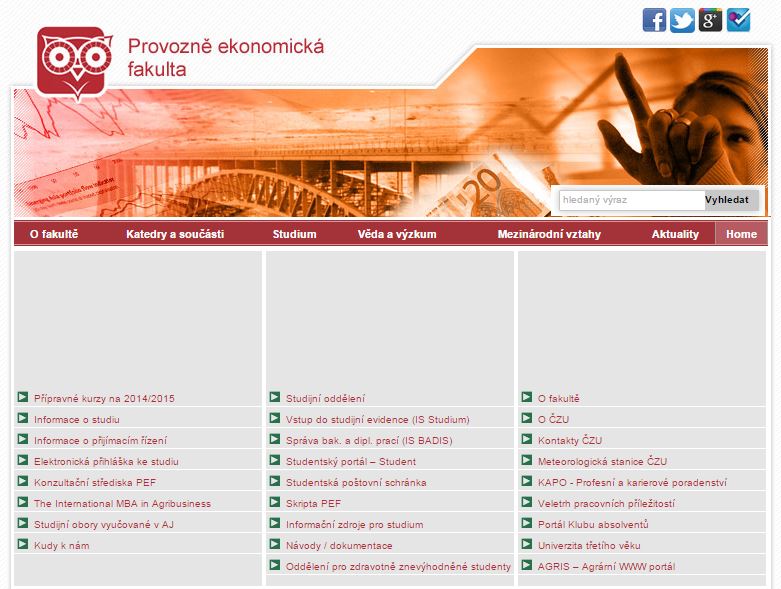 Provozně ekonomická
fakulta
20
hledaný výraz
Vyhledat
O fakultě
Katedry a součásti
Studium
Věda a výzkum
Mezinárodní vztahy
Aktuality
Home
Přípravné kurzy na 2014/2015
Informace o studiu
Informace o přijímacím řízení
Elektronická přihláška ke studiu
Konzultační střediska PEF
The International MBA in Agribusiness
Studijní obory vyučované v AJ
Kudy k nám
Studijní oddělení
Vstup do studijní evidence (IS Studium)
Správa bak. a dipl. prací (IS BADIS)
Studentský portál – Student
Studentská poštovní schránka
Skripta PEF
Informační zdroje pro studium
Návody / dokumentace
Oddělení pro zdravotně znevýhodněné studenty
O fakultě
O ČZU
Kontakty ČZU
Meteorologická stanice ČZU
KAPO - Profesní a karierové poradenství
Veletrh pracovních příležitostí
Portál Klubu absolventů
Univerzita třetího věku
AGRIS – Agrární WWW portál